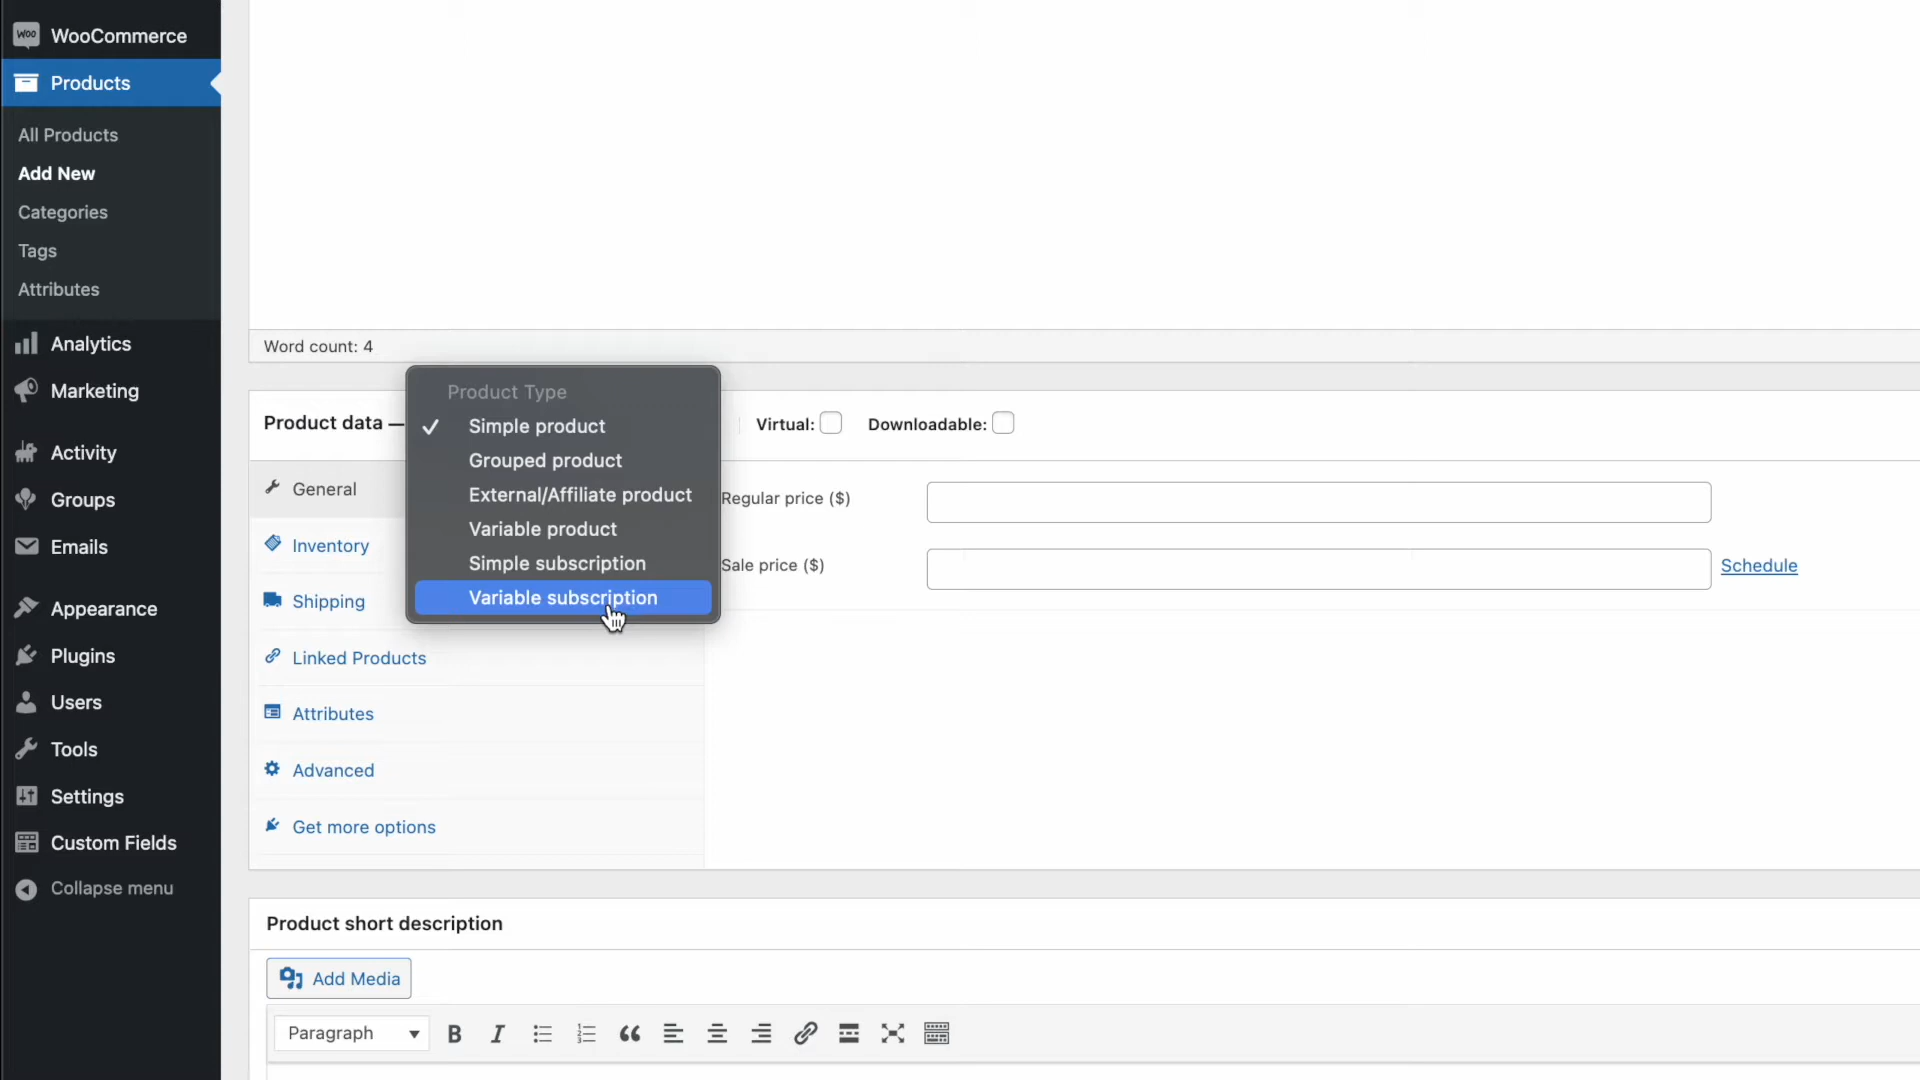 WOO
WooCommerce
Products
All Products
Add New
Categories
Tags
Attributes
Analytics
Marketing
Activity
Groups
Emails
Appearance
Plugins
Users
Tools
Settings
Custom Fields
Collapse menu
Word count: 4
Product data —
Product Type
✓ Simple product
Grouped product
External/Affiliate product
Variable product
Simple subscription
Variable subscription
Virtual:
Downloadable:
General
Inventory
Shipping
Linked Products
Attributes
Advanced
Get more options
Regular price ($)
Sale price ($)
Schedule
Product short description
Add Media
Paragraph